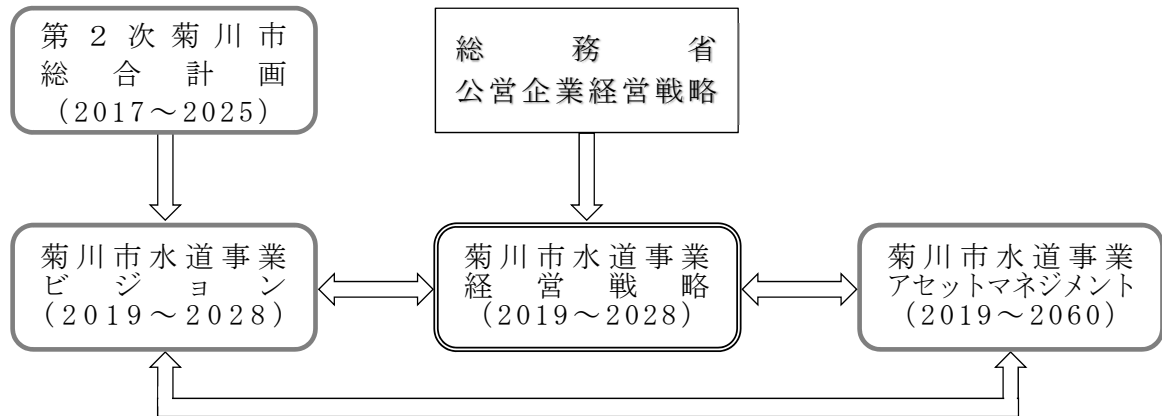 第2次菊川市
総合計画
（2017～2025）
総務省
公営企業経営戦略
菊川市水道事業
ビジョン
（2019～2028）
菊川市水道事業
経営戦略
（2019～2028）
菊川市水道事業
アセットマネジメント
（2019～2060）